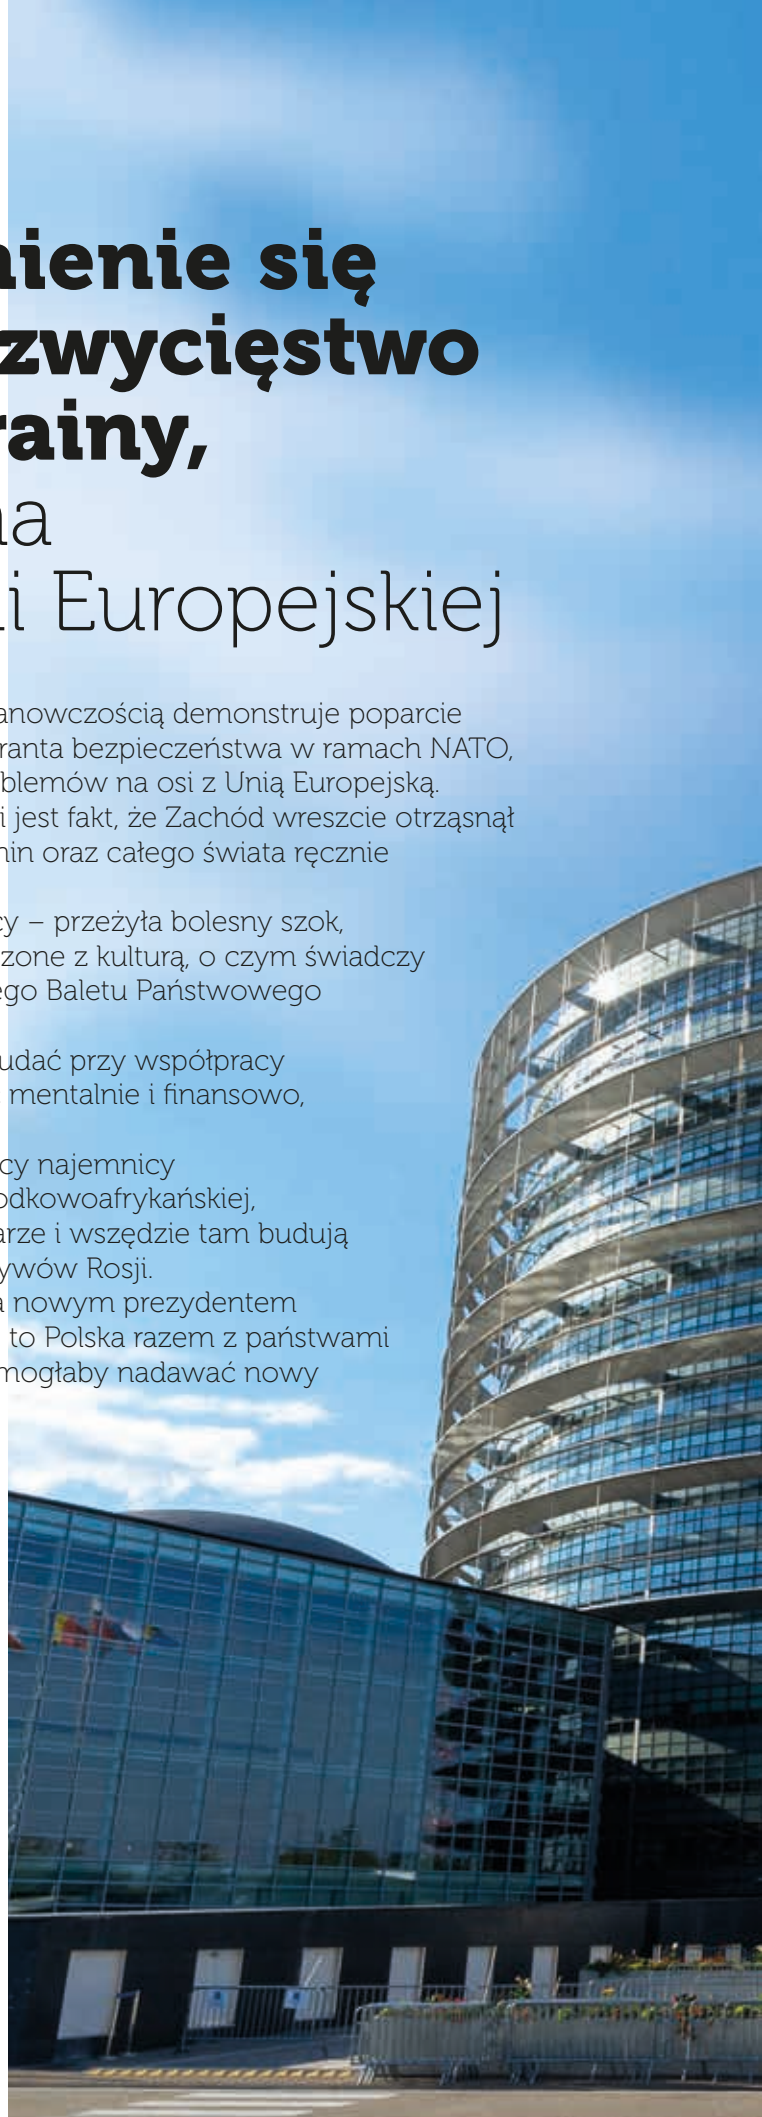 nienie się
zwycięstwo
rainy,
na
ii Europejskiej
anowczością demonstruje poparcie
ranta bezpieczeństwa w ramach NATO,
blemów na osi z Unią Europejską.
i jest fakt, że Zachód wreszcie otrząsnął
nin oraz całego świata ręcznie
cy – przeżyła bolesny szok,
zone z kulturą, o czym świadczy
ego Baletu Państwowego
udać przy współpracy
mentalnie i finansowo,
cy najemnicy
odkowoafrykańskiej,
arze i wszędzie tam budują
ywów Rosji.
a nowym prezydentem
to Polska razem z państwami
mogłaby nadawać nowy